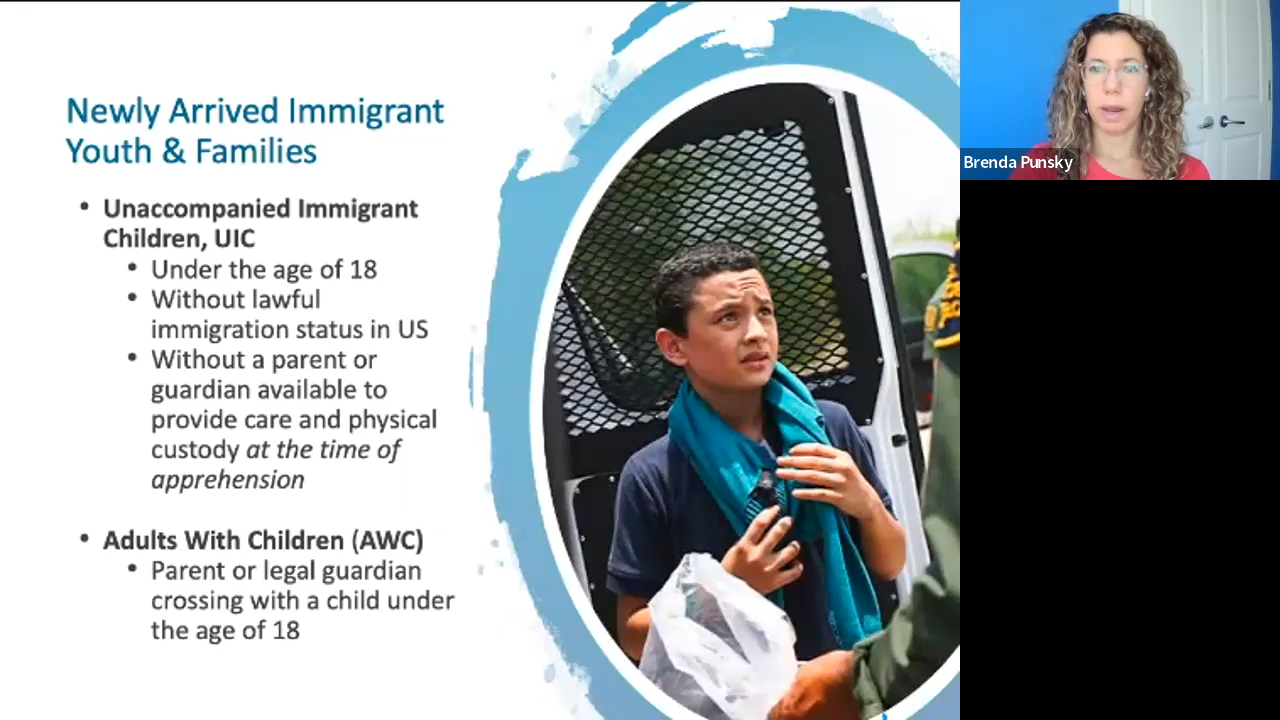 Newly Arrived Immigrant
Youth & Families
• Unaccompanied Immigrant
Children, UIC
• Under the age of 18
• Without lawful
immigration status in US
• Without a parent or
guardian available to
provide care and physical
custody at the time of
apprehension
• Adults With Children (AWC)
• Parent or legal guardian
crossing with a child under
the age of 18
Brenda Punsky